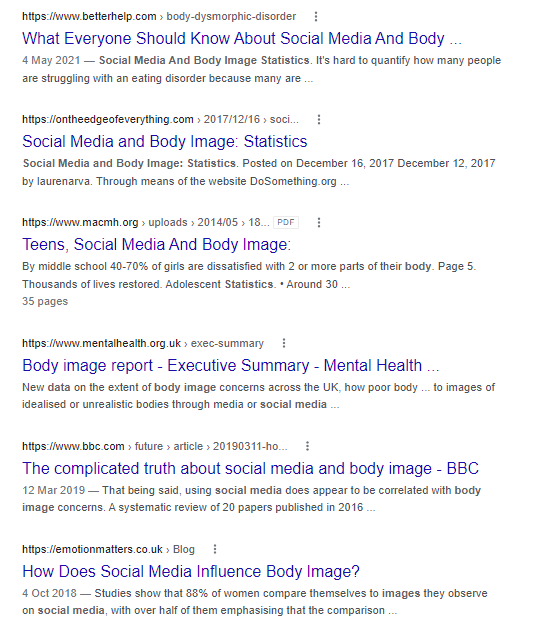 https://www.betterhelp.com › body-dysmorphic-disorder
What Everyone Should Know About Social Media And Body ...
4 May 2021 — Social Media And Body Image Statistics. It's hard to quantify how many people
are struggling with an eating disorder because many are ...
https://ontheedgeofeverything.com › 2017/12/16 › soci...
Social Media and Body Image: Statistics
Social Media and Body Image: Statistics. Posted on December 16, 2017 December 12, 2017
by laurenarva. Through means of the website DoSomething.org ...
https://www.macmh.org › uploads › 2014/05 › 18... PDF
Teens, Social Media And Body Image:
By middle school 40-70% of girls are dissatisfied with 2 or more parts of their body. Page 5.
Thousands of lives restored. Adolescent Statistics. • Around 30 ...
35 pages
https://www.mentalhealth.org.uk › exec-summary
Body image report - Executive Summary - Mental Health ...
New data on the extent of body image concerns across the UK, how poor body ... to images of
idealised or unrealistic bodies through media or social media ...
https://www.bbc.com › future › article › 20190311-ho...
The complicated truth about social media and body image - BBC
12 Mar 2019 — That being said, using social media does appear to be correlated with body
image concerns. A systematic review of 20 papers published in 2016 ...
https://emotionmatters.co.uk › Blog
How Does Social Media Influence Body Image?
4 Oct 2018 — Studies show that 88% of women compare themselves to images they observe
on social media, with over half of them emphasising that the comparison ...